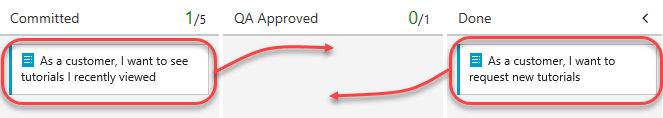 Committed 1/5 QA Approved 0/1 Done
As a customer, I want to see
tutorials I recently viewed
As a customer, I want to
request new tutorials